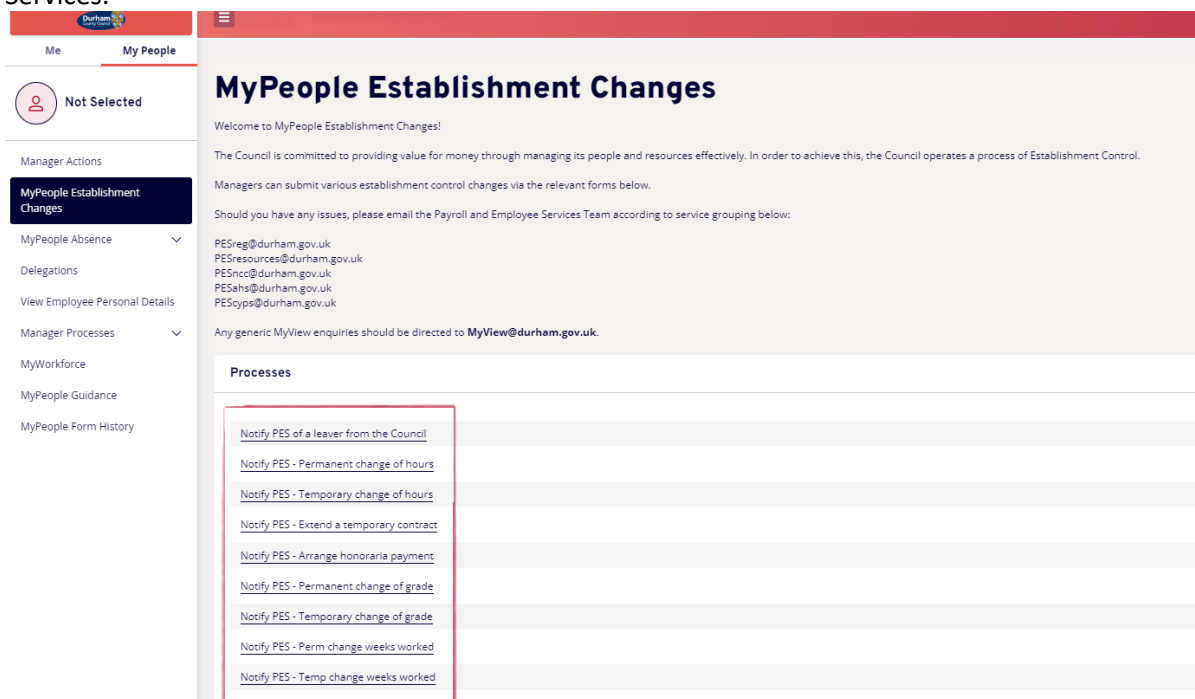 Services.
Durham
County Council
Me
My People
Not Selected
Manager Actions
MyPeople Establishment
Changes
MyPeople Absence
Delegations
View Employee Personal Details
Manager Processes
MyWorkforce
MyPeople Guidance
MyPeople Form History
MyPeople Establishment Changes
Welcome to MyPeople Establishment Changes!
The Council is committed to providing value for money through managing its people and resources effectively. In order to achieve this, the Council operates a process of Establishment Control.
Managers can submit various establishment control changes via the relevant forms below.
Should you have any issues, please email the Payroll and Employee Services Team according to service grouping below:
PESreg@durham.gov.uk
PESresources@durham.gov.uk
PESncc@durham.gov.uk
PESahs@durham.gov.uk
PEScyps@durham.gov.uk
Any generic MyView enquiries should be directed to MyView@durham.gov.uk.
Processes
Notify PES of a leaver from the Council
Notify PES - Permanent change of hours
Notify PES - Temporary change of hours
Notify PES - Extend a temporary contract
Notify PES - Arrange honoraria payment
Notify PES - Permanent change of grade
Notify PES - Temporary change of grade
Notify PES - Perm change weeks worked
Notify PES - Temp change weeks worked